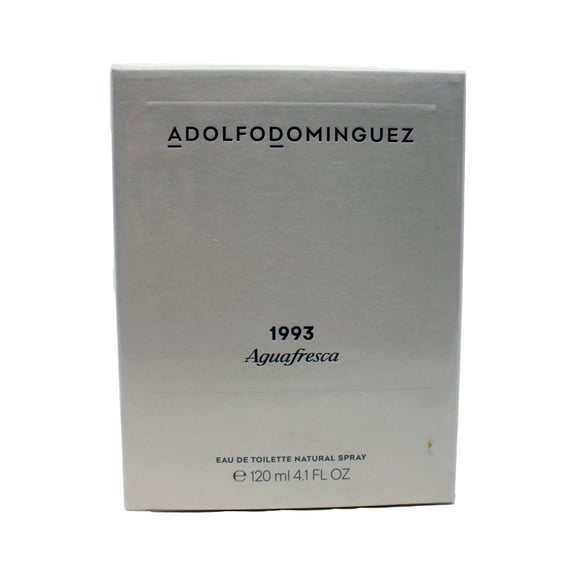 ADOLFODOMINGUEZ
1993
Aguafresca
EAU DE TOILETTE NATURAL SPRAY
℮ 120 ml 4.1 FL OZ